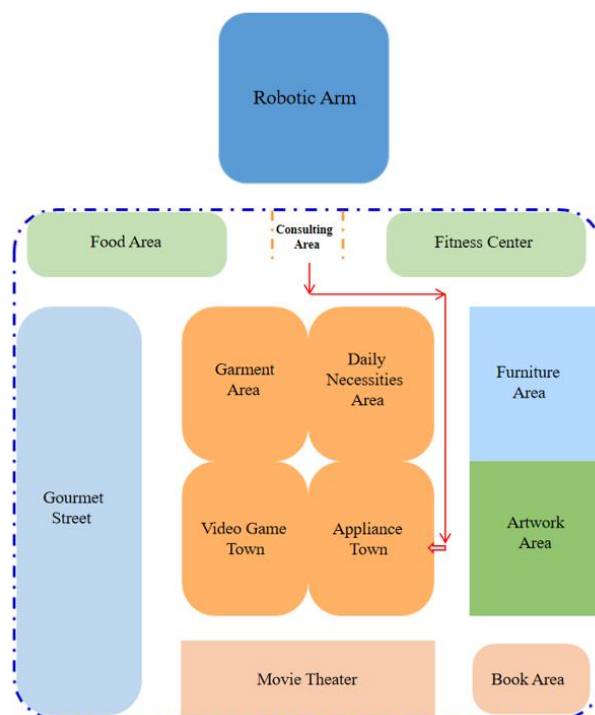 Robotic Arm
Food Area
Consulting
Area
Fitness Center
Garment
Area
Daily
Necessities
Area
Furniture
Area
Gourmet
Street
Video Game
Town
Appliance
Town
Artwork
Area
Movie Theater
Book Area